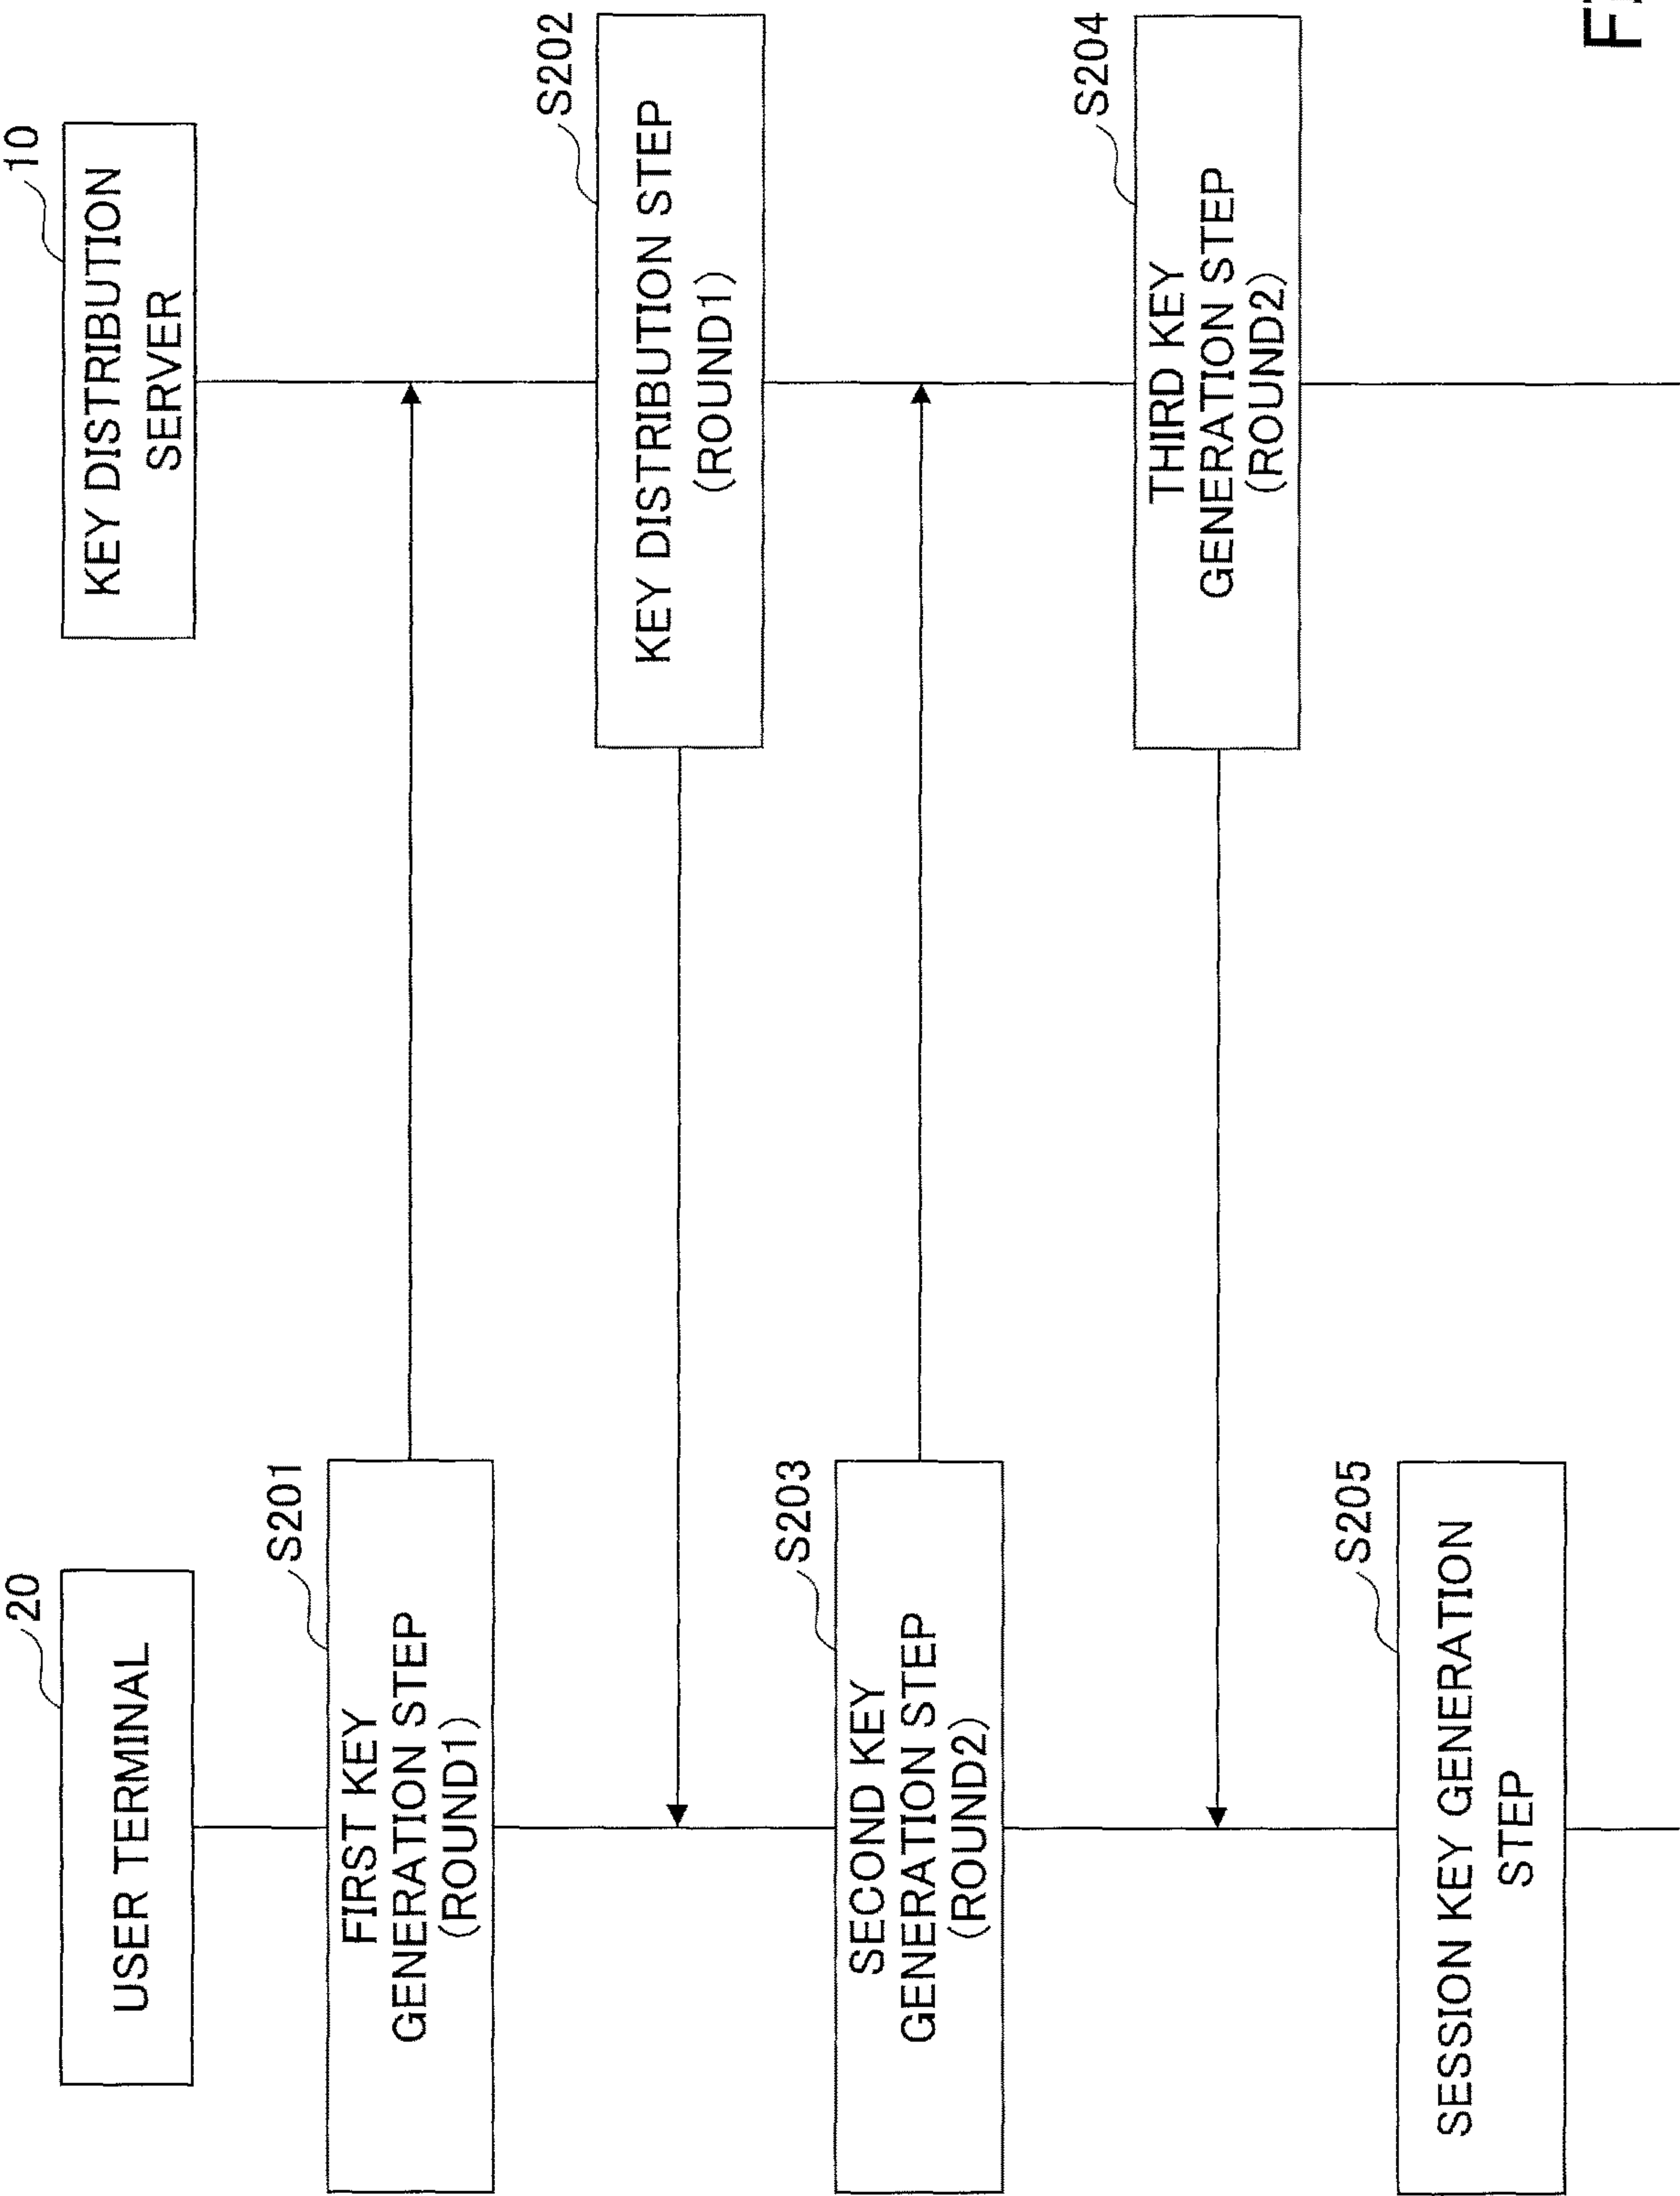 20
USER TERMINAL
10
KEY DISTRIBUTION
SERVER
S201
FIRST KEY
GENERATION STEP
(ROUND1)
S202
KEY DISTRIBUTION STEP
(ROUND1)
S203
SECOND KEY
GENERATION STEP
(ROUND2)
S204
THIRD KEY
GENERATION STEP
(ROUND2)
S205
SESSION KEY GENERATION
STEP